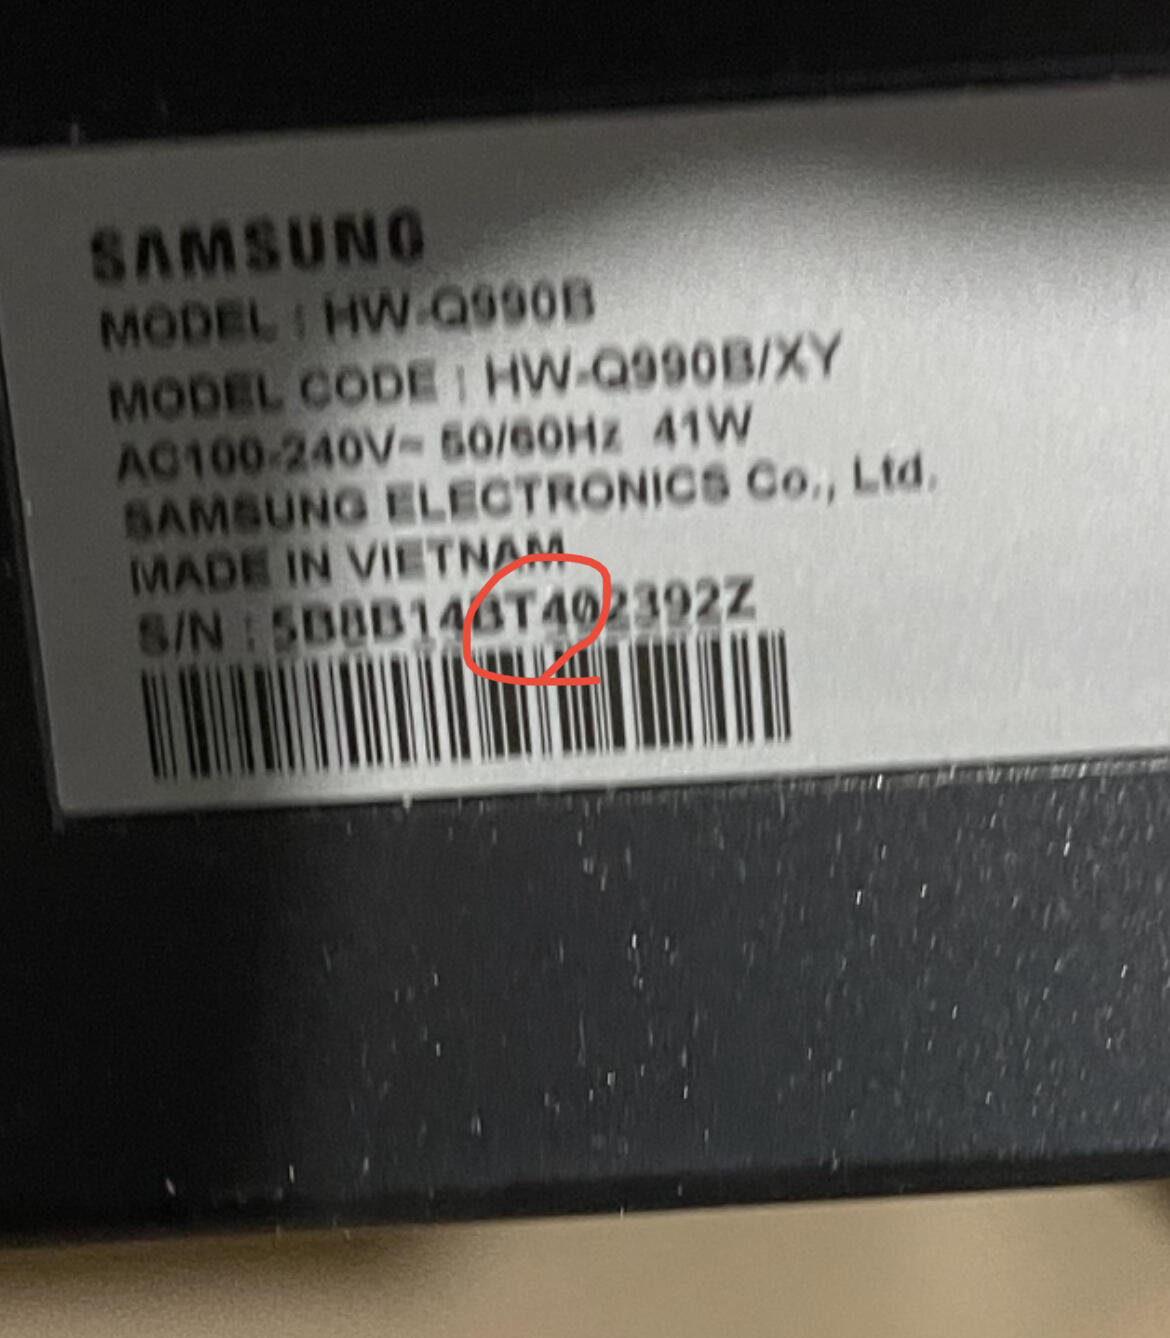 SAMSUNG
MODEL : HW-Q990B
MODEL CODE : HW-Q990B/XY
AC100-240V~ 50/60Hz 41W
SAMSUNG ELECTRONICS Co., Ltd.
MADE IN VIETNAM
S/N : 5B8B14BT402392Z